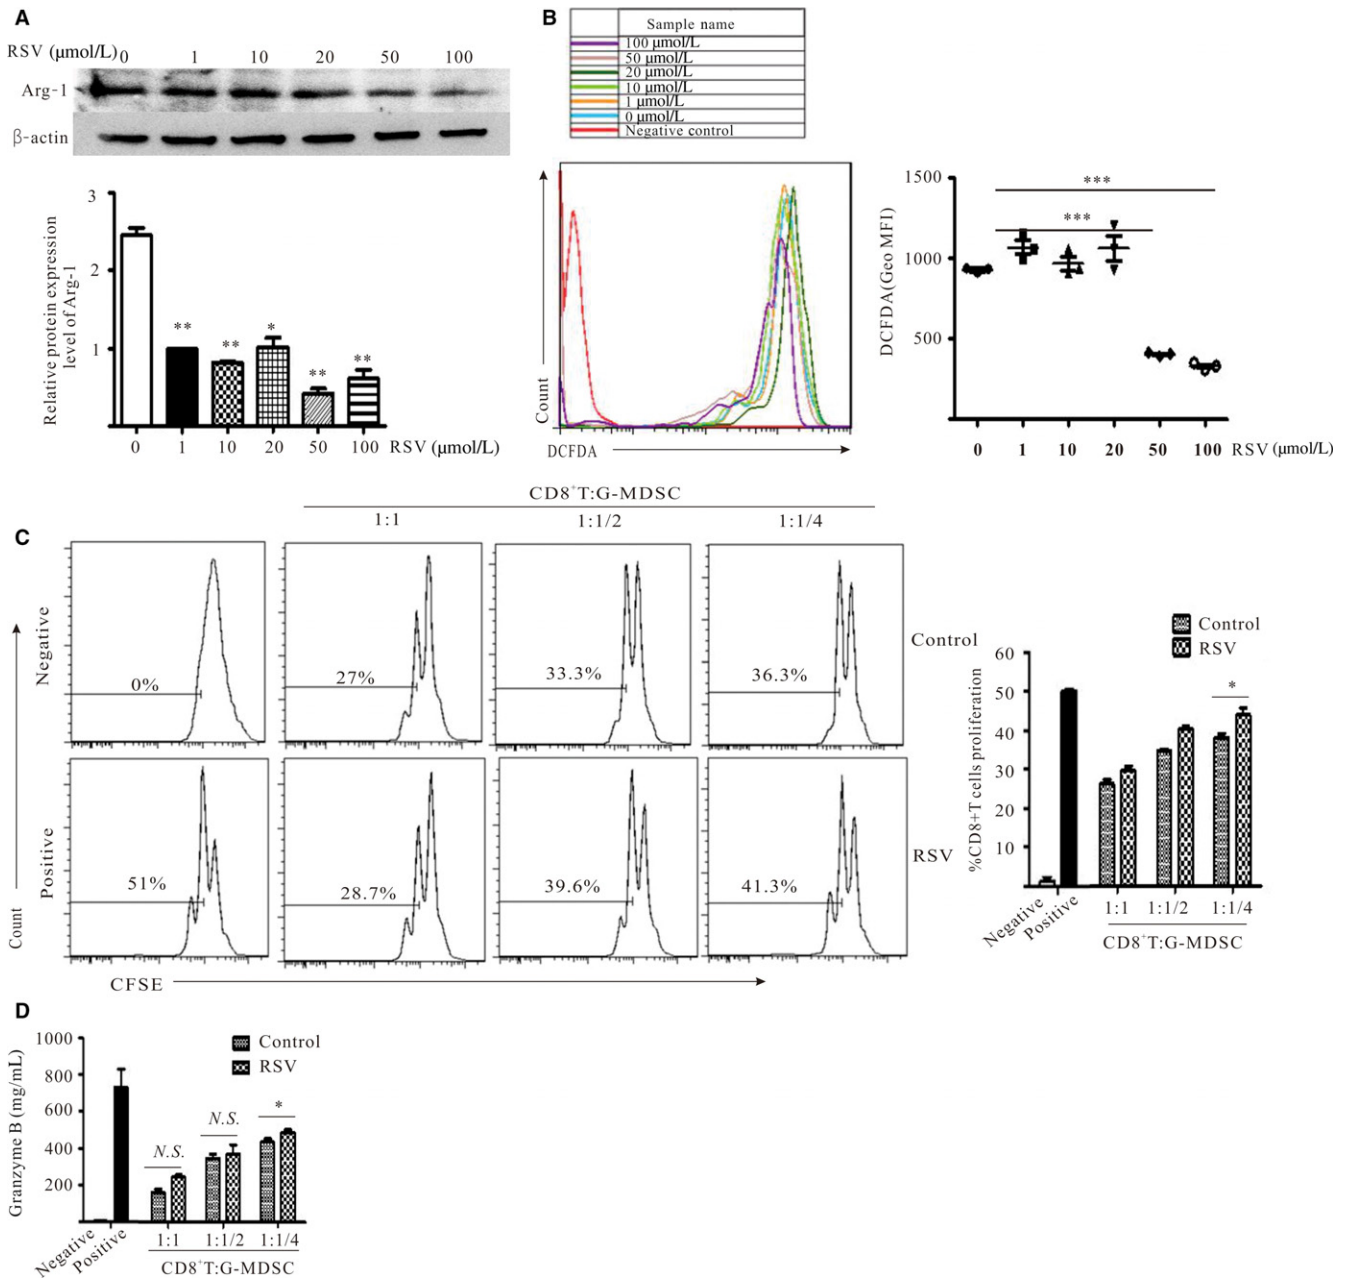 A
RSV (μmol/L) 0 1 10 20 50 100
Arg-1
β-actin
Relative protein expression
level of Arg-1
3
2
1
** ** * ** **
0 1 10 20 50 100 RSV (μmol/L)
B
Sample name
100 μmol/L
50 μmol/L
20 μmol/L
10 μmol/L
1 μmol/L
0 μmol/L
Negative control
Count
DCFDA
DCFDA(Geo MFI)
1500
1000
500
***
***
0 1 10 20 50 100 RSV (μmol/L)
C
CD8+T:G-MDSC
1:1 1:1/2 1:1/4
Negative
0% 27% 33.3% 36.3%
Control
Positive
51% 28.7% 39.6% 41.3%
RSV
Count
CFSE
Control
RSV
%CD8+T cells proliferation
60
50
40
30
20
10
*
Negative Positive 1:1 1:1/2 1:1/4
CD8+T:G-MDSC
D
Granzyme B (mg/mL)
1000
800
600
400
200
Control
RSV
N.S. N.S. *
Negative Positive 1:1 1:1/2 1:1/4
CD8+T:G-MDSC